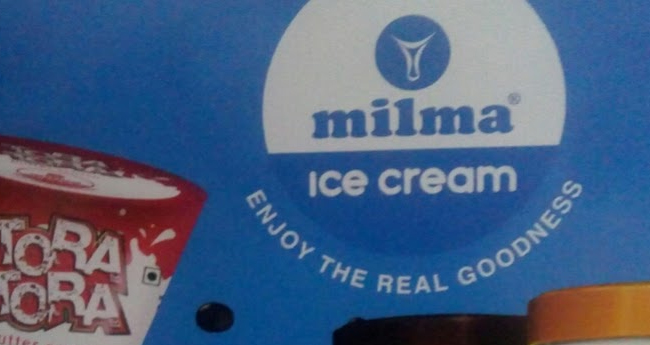 milma®
ice cream
ENJOY THE REAL GOODNESS
TORA
TORA